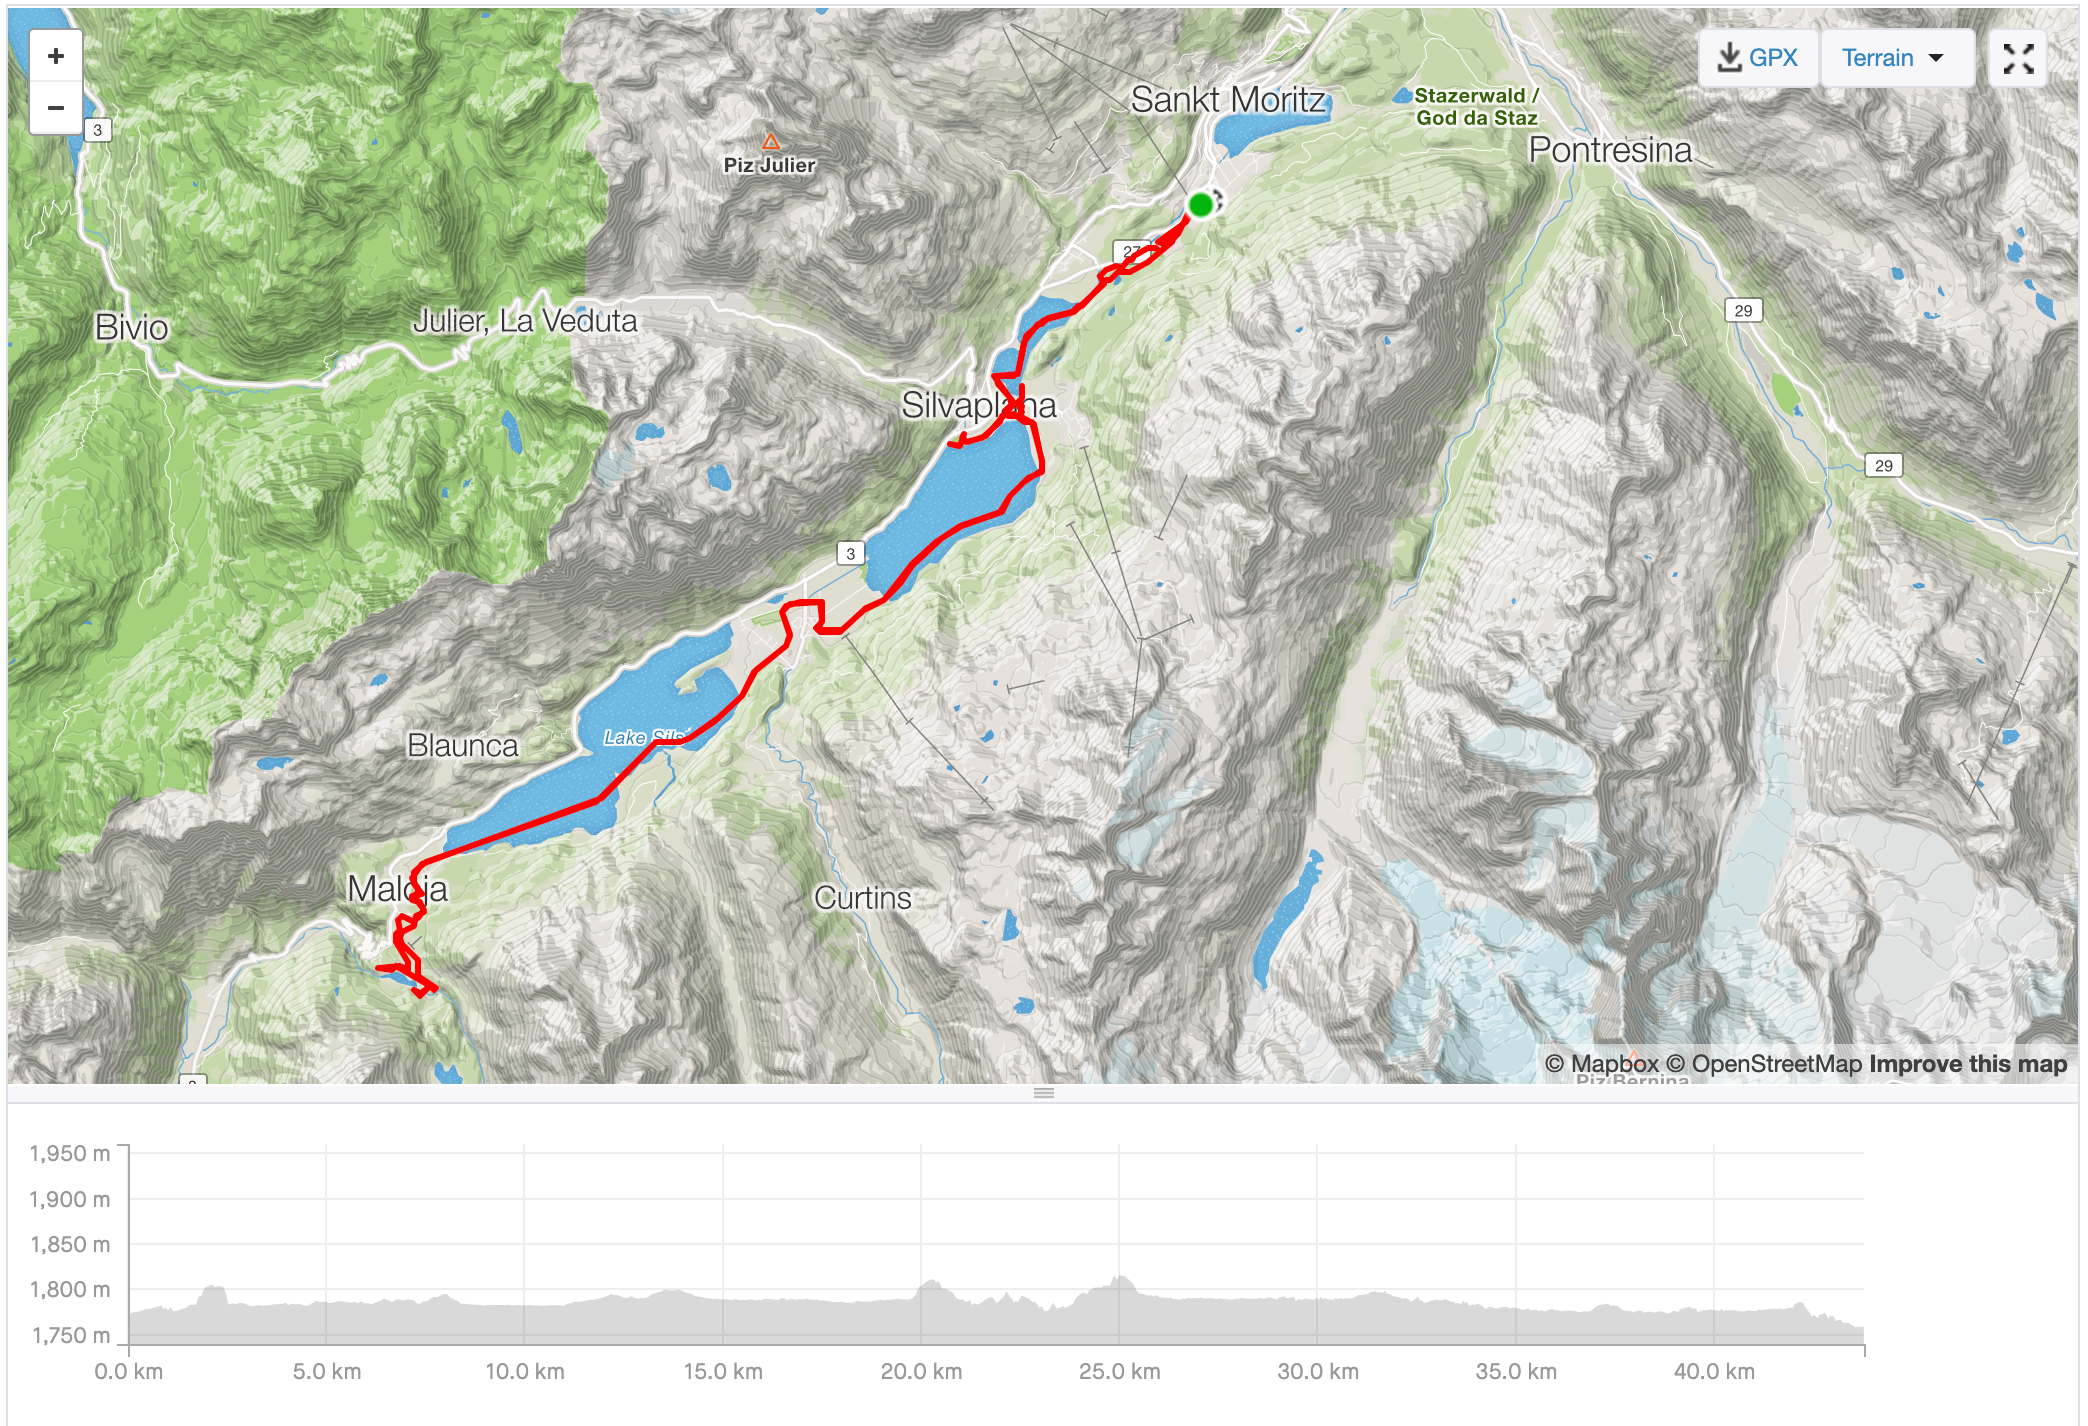 +
−
GPX
Terrain
3
Sankt Moritz
Stazerwald /
God da Staz
Pontresina
Piz Julier
27
29
Bivio
Julier, La Veduta
Silvaplana
29
3
Lake Sils
Blaunca
Maloja
Curtins
© Mapbox © OpenStreetMap Improve this map
Piz Bernina
1,950 m
1,900 m
1,850 m
1,800 m
1,750 m
0.0 km 5.0 km 10.0 km 15.0 km 20.0 km 25.0 km 30.0 km 35.0 km 40.0 km